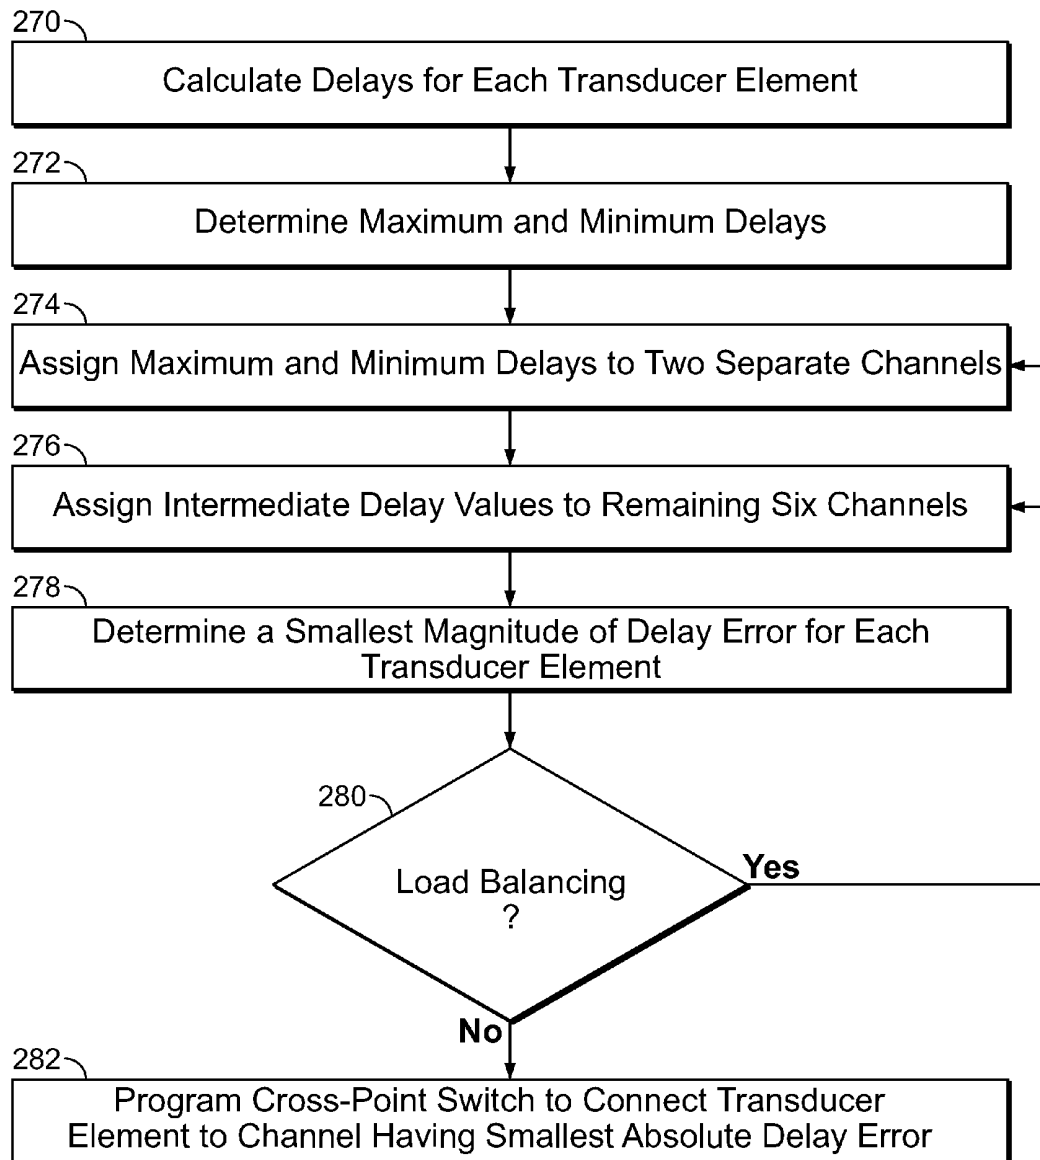 270
Calculate Delays for Each Transducer Element
272
Determine Maximum and Minimum Delays
274
Assign Maximum and Minimum Delays to Two Separate Channels
276
Assign Intermediate Delay Values to Remaining Six Channels
278
Determine a Smallest Magnitude of Delay Error for Each
Transducer Element
280
Load Balancing
?
Yes
No
282
Program Cross-Point Switch to Connect Transducer
Element to Channel Having Smallest Absolute Delay Error